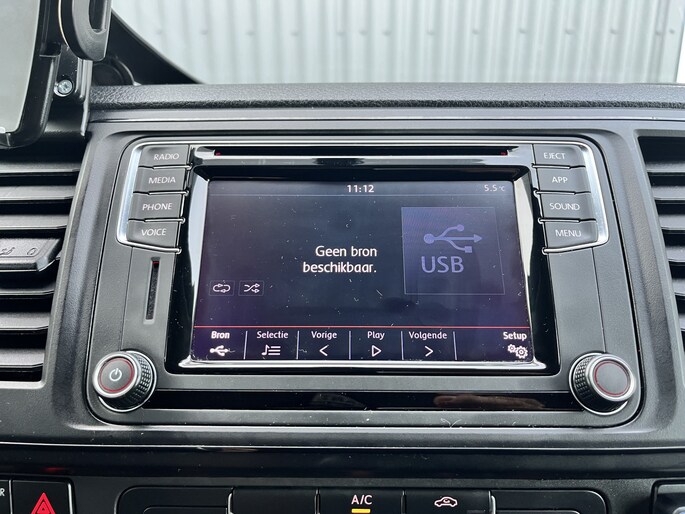 RADIO
MEDIA
PHONE
VOICE
EJECT
APP
SOUND
MENU
11:12
5.5°C
Geen bron
beschikbaar.
USB
Bron
Selectie
Vorige
Play
Volgende
Setup
A/C